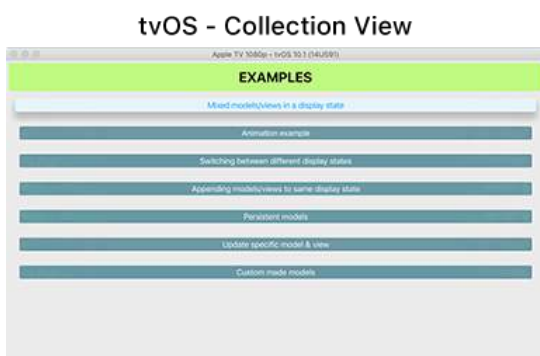 tvOS - Collection View
Apple TV 1080p - tvOS 10.1 (14U591)
EXAMPLES
Mixed models/views in a display state
Animation example
Switching between different display states
Appending models/views to same display state
Persistent models
Update specific model & view
Custom made models